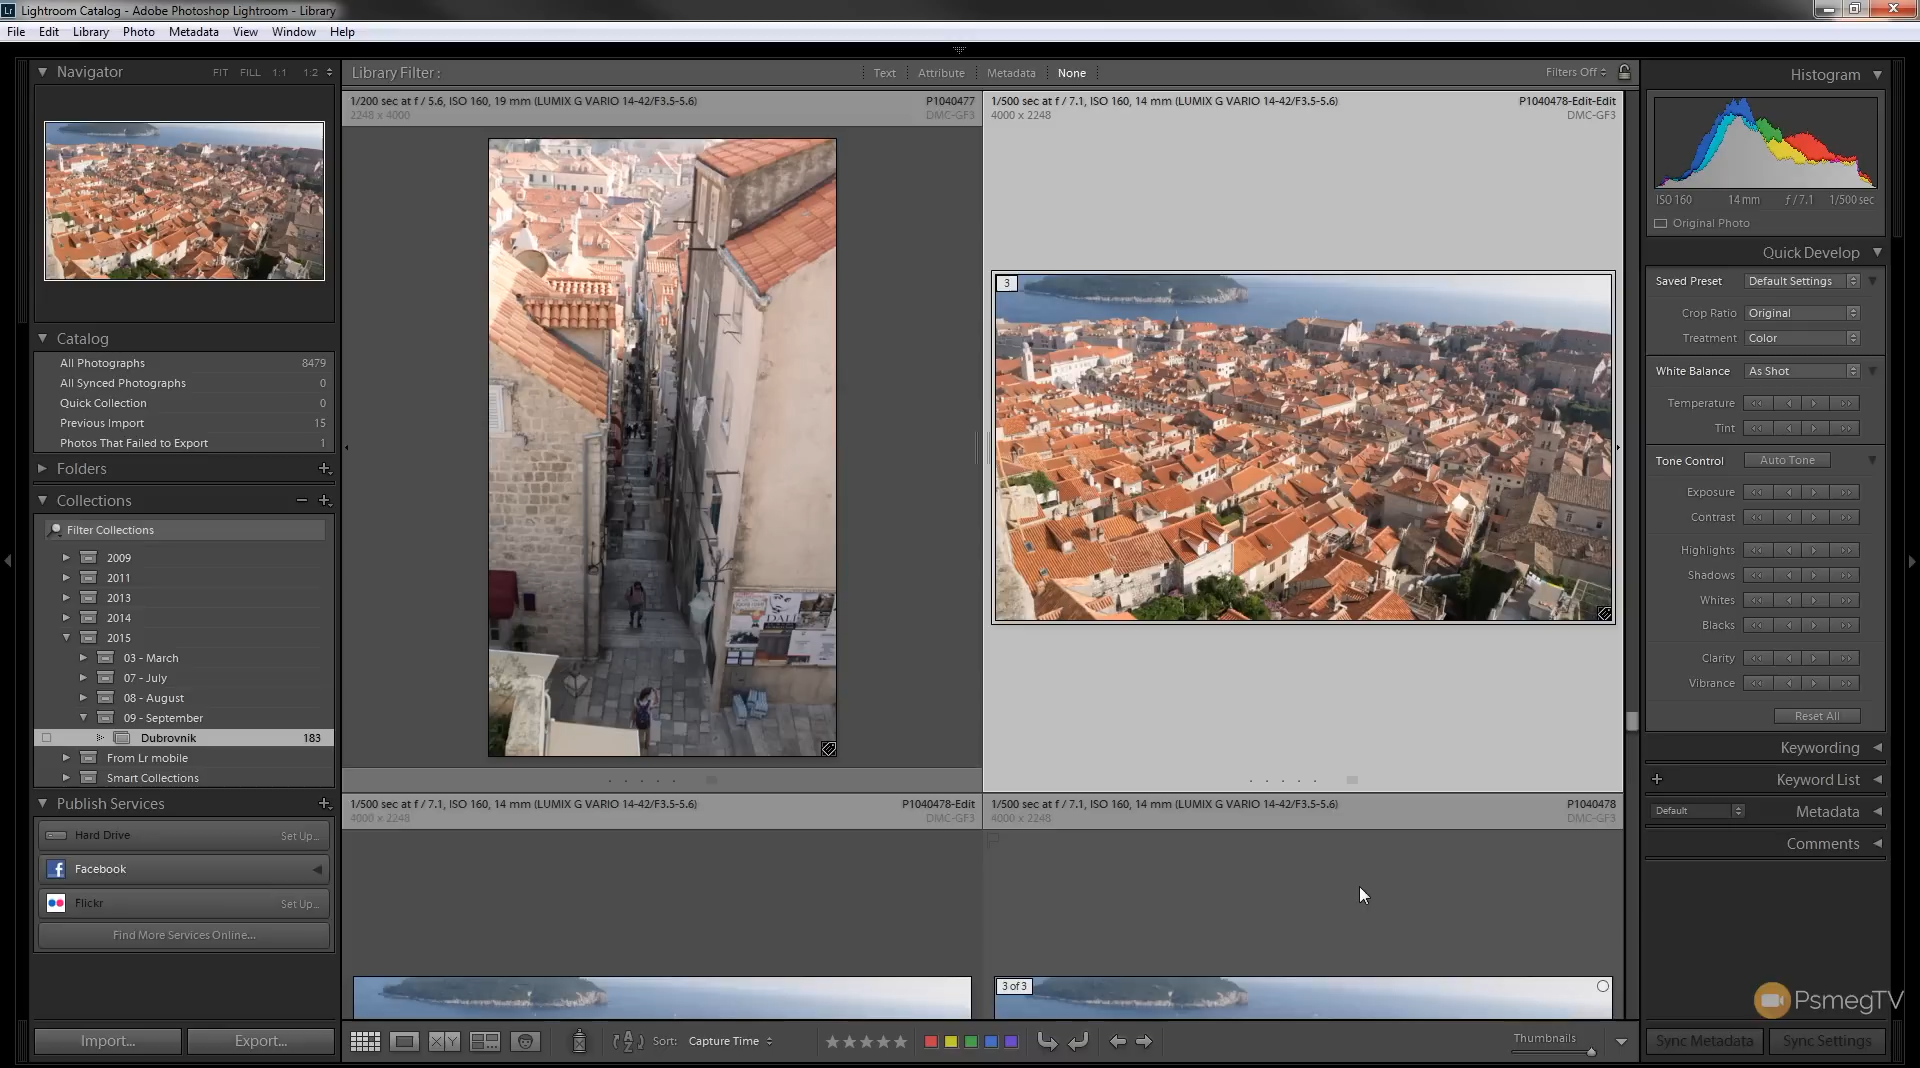 Lightroom Catalog - Adobe Photoshop Lightroom - Library
File Edit Library Photo Metadata View Window Help
Navigator FIT FILL 1:1 1:2
Catalog
All Photographs 8479
All Synced Photographs 0
Quick Collection 0
Previous Import 15
Photos That Failed to Export 1
Folders
Collections
Filter Collections
2009
2011
2013
2014
2015
03 - March
07 - July
08 - August
09 - September
Dubrovnik 183
From Lr mobile
Smart Collections
Publish Services
Hard Drive Set Up...
Facebook
Flickr Set Up...
Find More Services Online...
Import... Export...
Library Filter : Text Attribute Metadata None Filters Off
1/200 sec at f / 5.6, ISO 160, 19 mm (LUMIX G VARIO 14-42/F3.5-5.6) P1040477
2248 x 4000 DMC-GF3
DALI
1/500 sec at f / 7.1, ISO 160, 14 mm (LUMIX G VARIO 14-42/F3.5-5.6) P1040478-Edit-Edit
4000 x 2248 DMC-GF3
3
1/500 sec at f / 7.1, ISO 160, 14 mm (LUMIX G VARIO 14-42/F3.5-5.6) P1040478-Edit
4000 x 2248 DMC-GF3
1/500 sec at f / 7.1, ISO 160, 14 mm (LUMIX G VARIO 14-42/F3.5-5.6) P1040478
4000 x 2248 DMC-GF3
3 of 3
Sort: Capture Time Thumbnails
Histogram
ISO 160 14 mm f / 7.1 1/500 sec
Original Photo
Quick Develop
Saved Preset Default Settings
Crop Ratio Original
Treatment Color
White Balance As Shot
Temperature
Tint
Tone Control Auto Tone
Exposure
Contrast
Highlights
Shadows
Whites
Blacks
Clarity
Vibrance
Reset All
Keywording
Keyword List
Default Metadata
Comments
PsmegTV
Sync Metadata Sync Settings